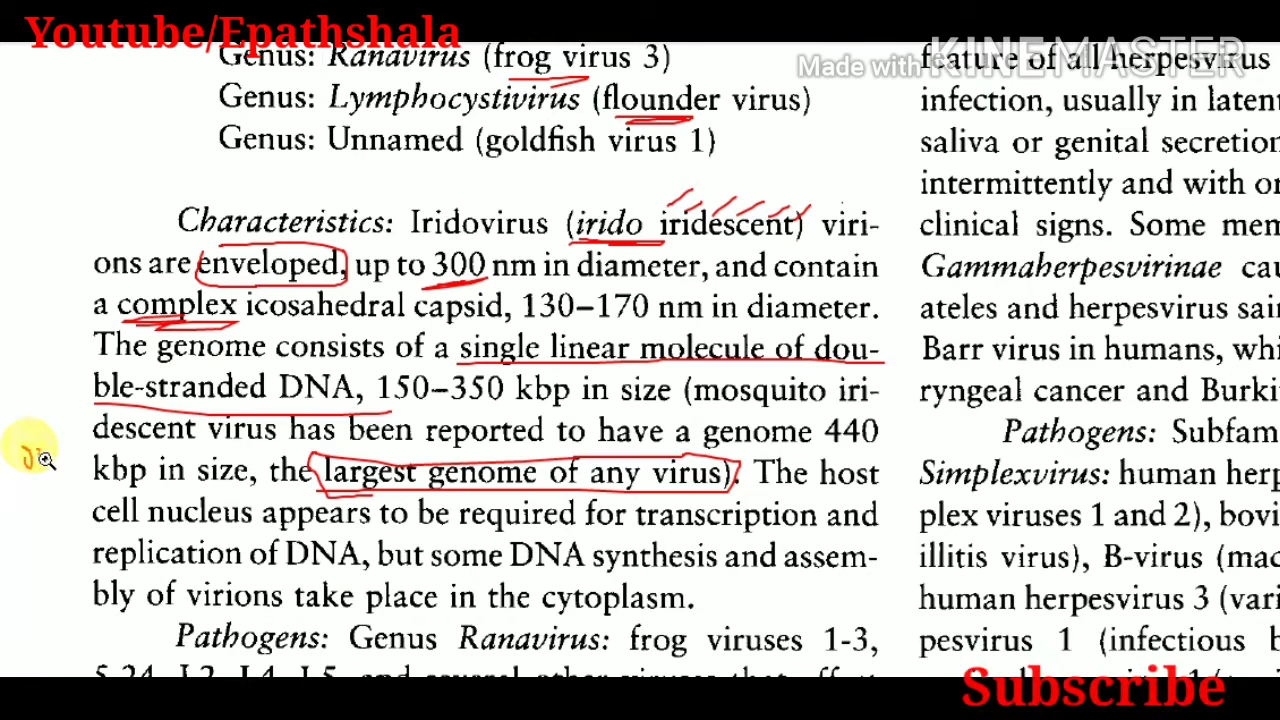 Youtube/Epathshala
Made with KINEMASTER
Genus: Ranavirus (frog virus 3)
Genus: Lymphocystivirus (flounder virus)
Genus: Unnamed (goldfish virus 1)
Characteristics: Iridovirus (irido iridescent) viri-
ons are enveloped, up to 300 nm in diameter, and contain
a complex icosahedral capsid, 130–170 nm in diameter.
The genome consists of a single linear molecule of dou-
ble-stranded DNA, 150–350 kbp in size (mosquito iri-
descent virus has been reported to have a genome 440
kbp in size, the largest genome of any virus). The host
cell nucleus appears to be required for transcription and
replication of DNA, but some DNA synthesis and assem-
bly of virions take place in the cytoplasm.
Pathogens: Genus Ranavirus: frog viruses 1-3,
feature of all herpesvirus
infection, usually in latent
saliva or genital secretion
intermittently and with or
clinical signs. Some mem
Gammaherpesvirinae cau
ateles and herpesvirus sai
Barr virus in humans, whi
ryngeal cancer and Burki
Pathogens: Subfam
Simplexvirus: human herp
plex viruses 1 and 2), bovi
illitis virus), B-virus (mac
human herpesvirus 3 (vari
pesvirus 1 (infectious b
Subscribe